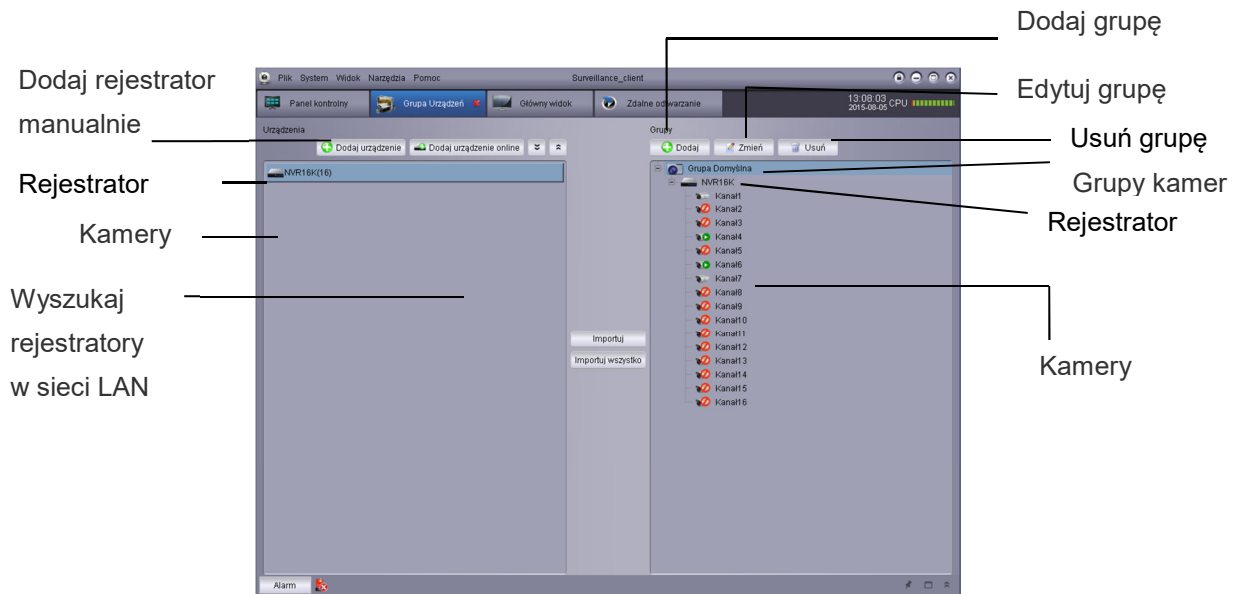 Dodaj grupę
Dodaj rejestrator
manualnie
Edytuj grupę
Usuń grupę
Grupy kamer
Rejestrator
Rejestrator
Kamery
Wyszukaj
rejestratory
w sieci LAN
Kamery
Plik System Widok Narzędzia Pomoc Surveillance_client
Panel kontrolny Grupa Urządzeń Główny widok Zdalne odtwarzanie 13:08:03 CPU
2015-08-05
Urządzenia
Dodaj urządzenie Dodaj urządzenie online
NVR16K(16)
Importuj
Importuj wszystko
Grupy
Dodaj Zmień Usuń
Grupa Domyślna
NVR16K
Kanał1
Kanał2
Kanał3
Kanał4
Kanał5
Kanał6
Kanał7
Kanał8
Kanał9
Kanał10
Kanał11
Kanał12
Kanał13
Kanał14
Kanał15
Kanał16
Alarm